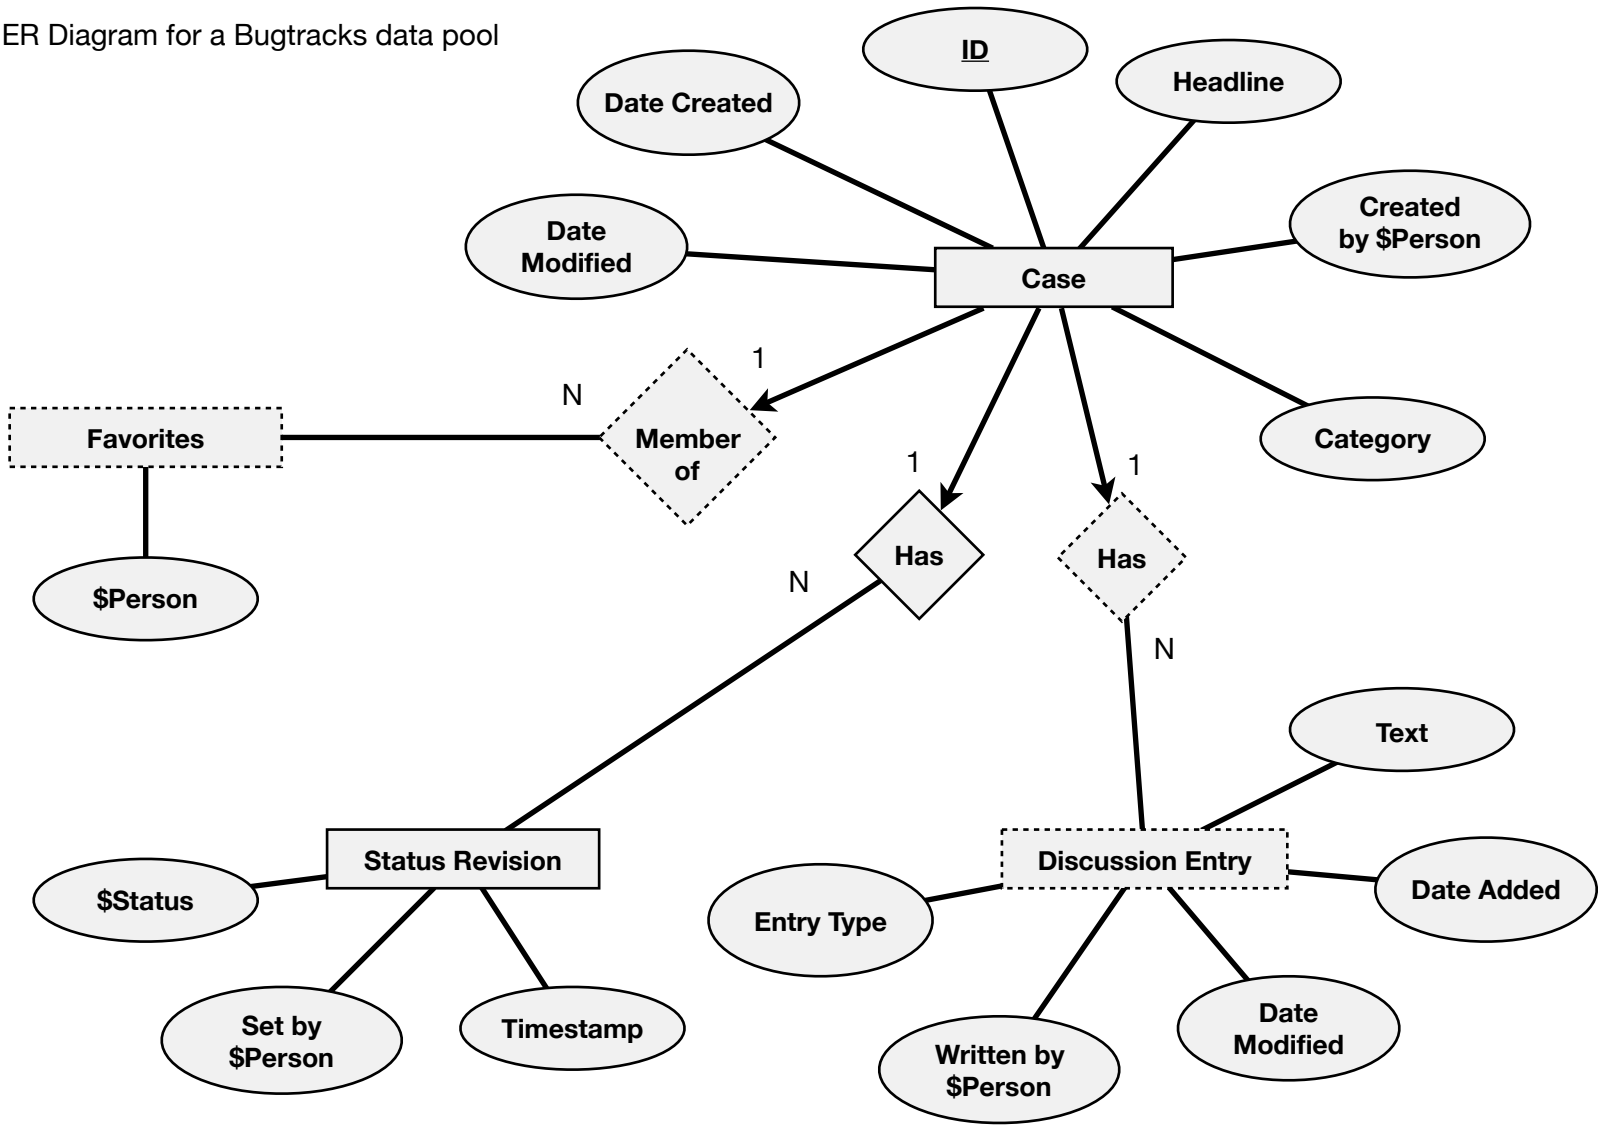 ER Diagram for a Bugtracks data pool
ID
Headline
Date Created
Created
by $Person
Date
Modified
Case
1
N
Favorites
Member
of
Category
1
1
Has
Has
N
$Person
N
Text
Status Revision
Discussion Entry
$Status
Date Added
Entry Type
Set by
$Person
Timestamp
Date
Modified
Written by
$Person